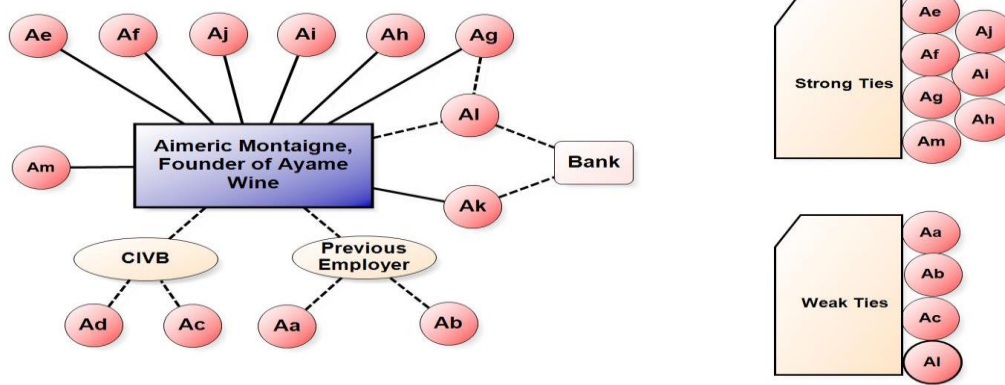 Ae
Af
Aj
Ai
Ah
Ag
Al
Bank
Aimeric Montaigne,
Founder of Ayame
Wine
Am
Ak
CIVB
Previous
Employer
Ad
Ac
Aa
Ab
Strong Ties
Ae
Aj
Af
Ai
Ag
Ah
Am
Weak Ties
Aa
Ab
Ac
Al